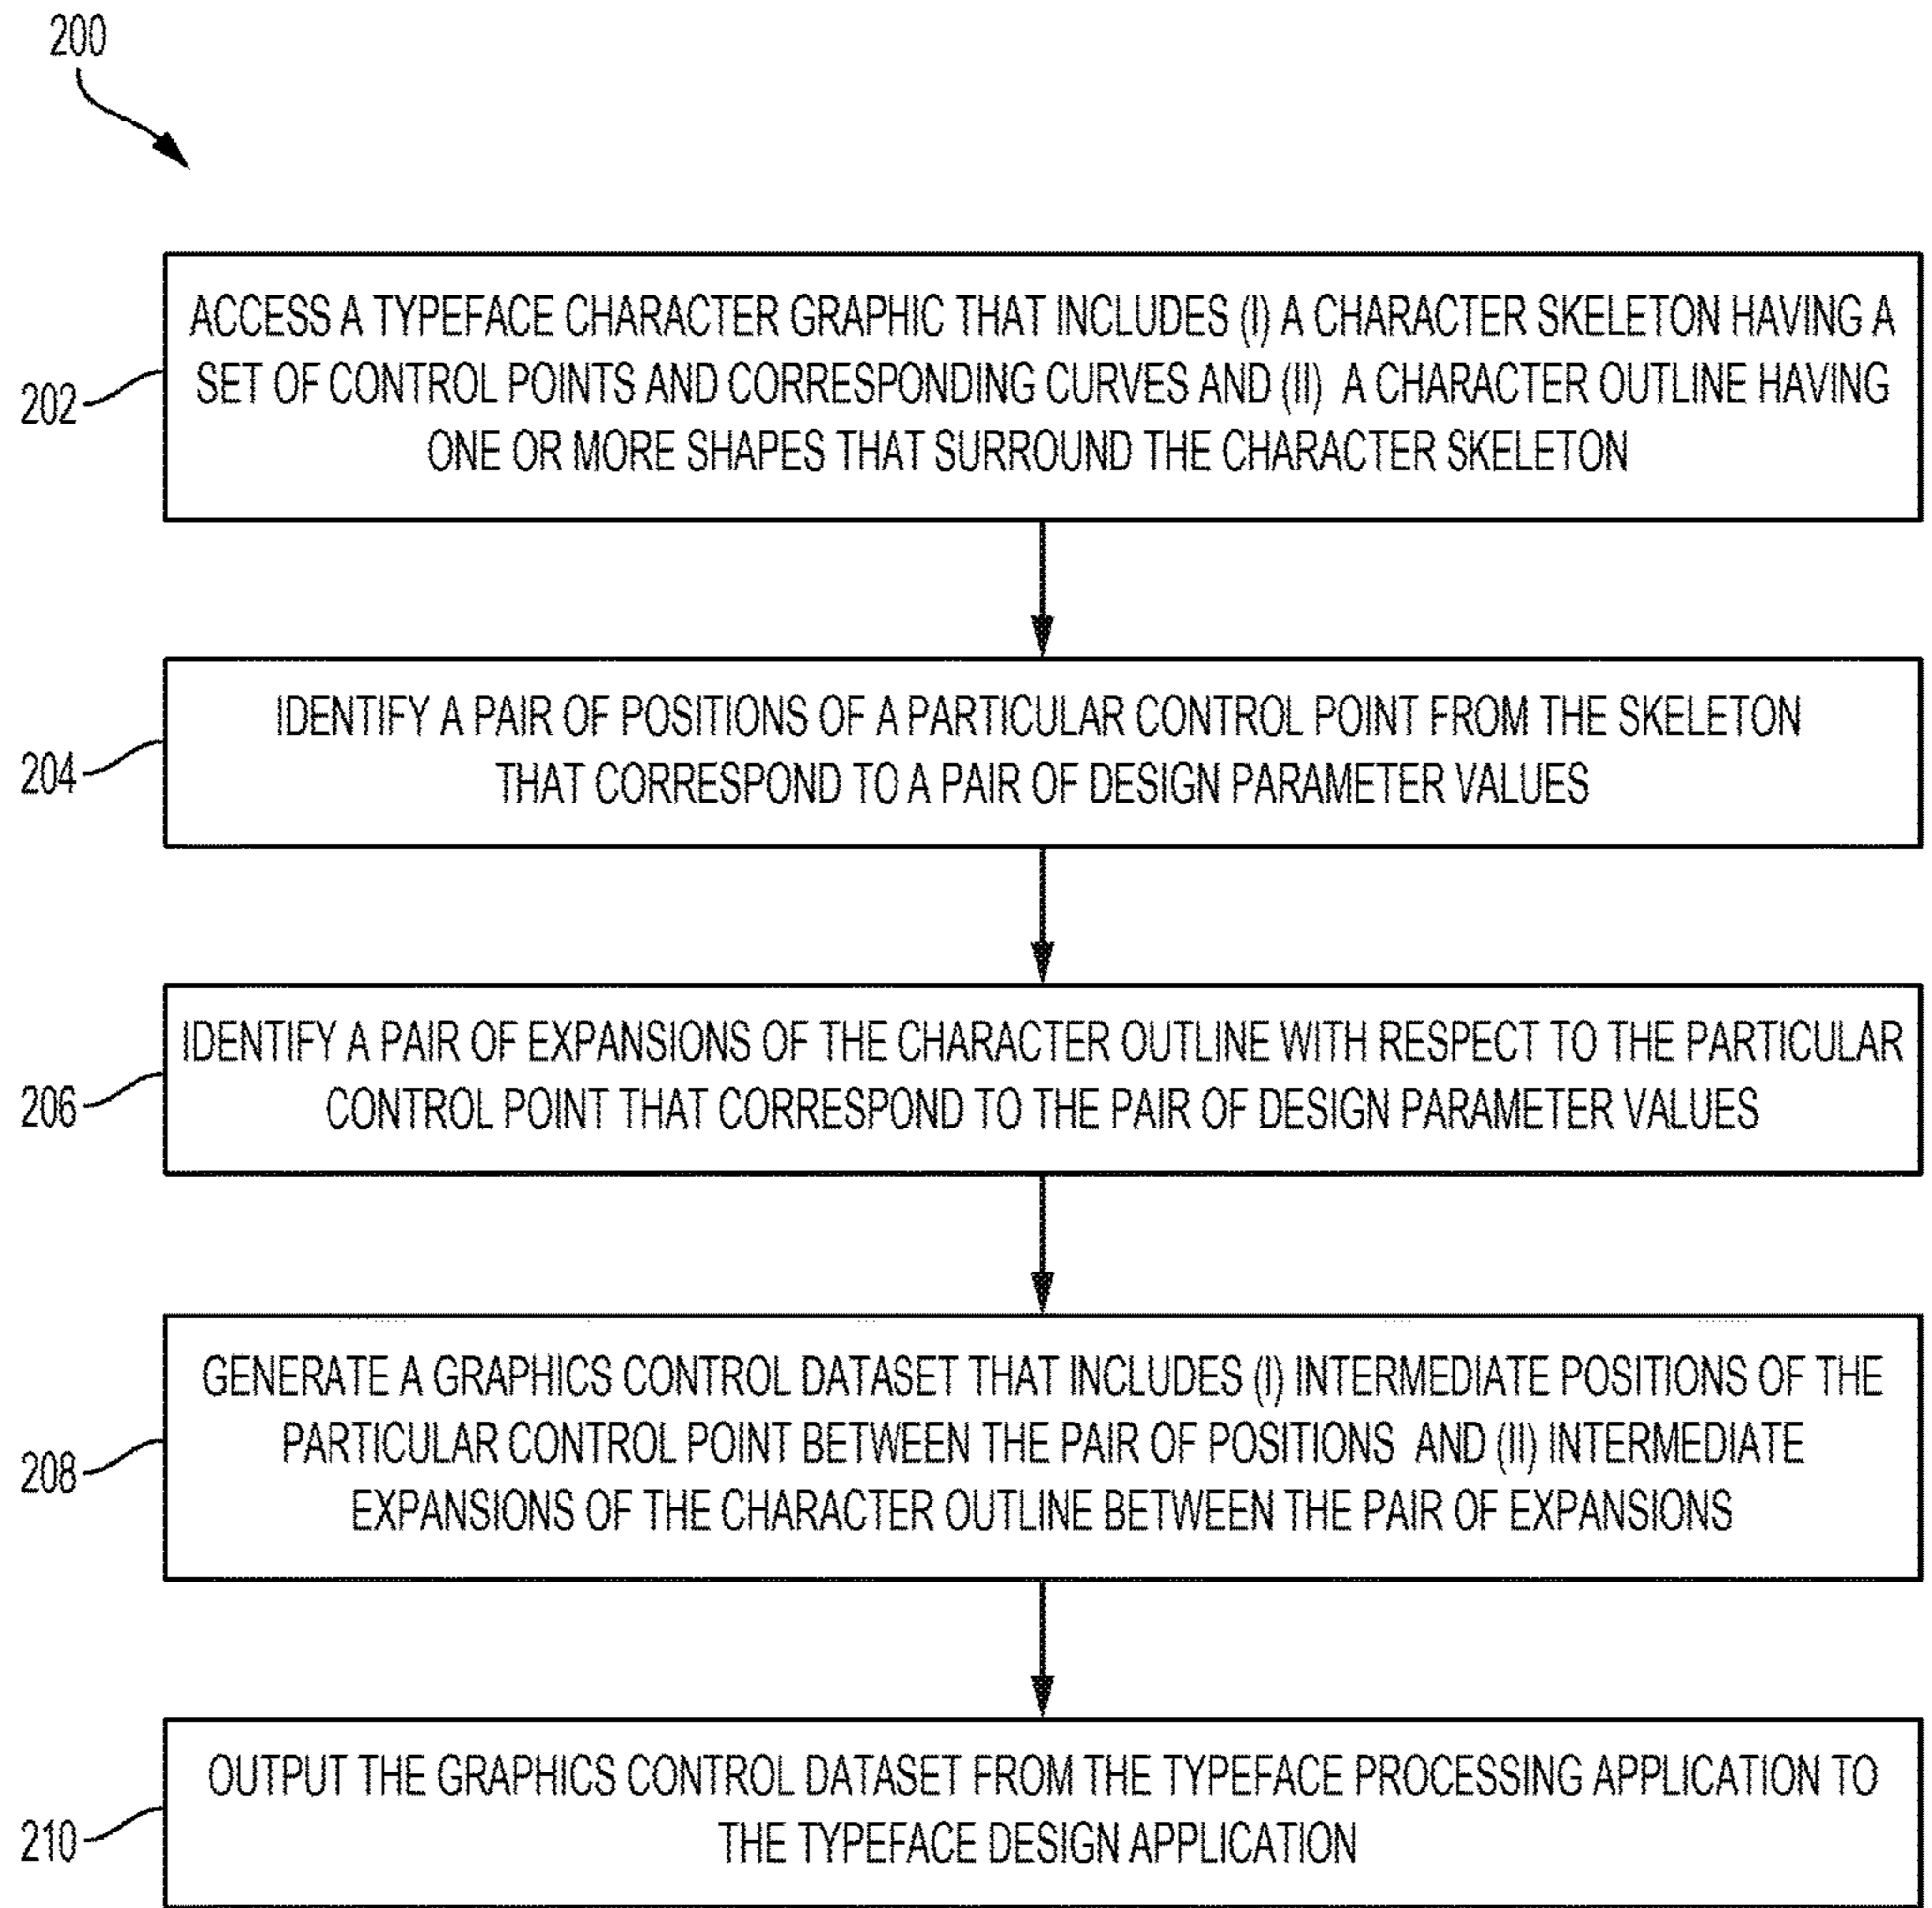 200
ACCESS A TYPEFACE CHARACTER GRAPHIC THAT INCLUDES (I) A CHARACTER SKELETON HAVING A
SET OF CONTROL POINTS AND CORRESPONDING CURVES AND (II) A CHARACTER OUTLINE HAVING
ONE OR MORE SHAPES THAT SURROUND THE CHARACTER SKELETON
202
IDENTIFY A PAIR OF POSITIONS OF A PARTICULAR CONTROL POINT FROM THE SKELETON
THAT CORRESPOND TO A PAIR OF DESIGN PARAMETER VALUES
204
IDENTIFY A PAIR OF EXPANSIONS OF THE CHARACTER OUTLINE WITH RESPECT TO THE PARTICULAR
CONTROL POINT THAT CORRESPOND TO THE PAIR OF DESIGN PARAMETER VALUES
206
GENERATE A GRAPHICS CONTROL DATASET THAT INCLUDES (I) INTERMEDIATE POSITIONS OF THE
PARTICULAR CONTROL POINT BETWEEN THE PAIR OF POSITIONS AND (II) INTERMEDIATE
EXPANSIONS OF THE CHARACTER OUTLINE BETWEEN THE PAIR OF EXPANSIONS
208
OUTPUT THE GRAPHICS CONTROL DATASET FROM THE TYPEFACE PROCESSING APPLICATION TO
THE TYPEFACE DESIGN APPLICATION
210